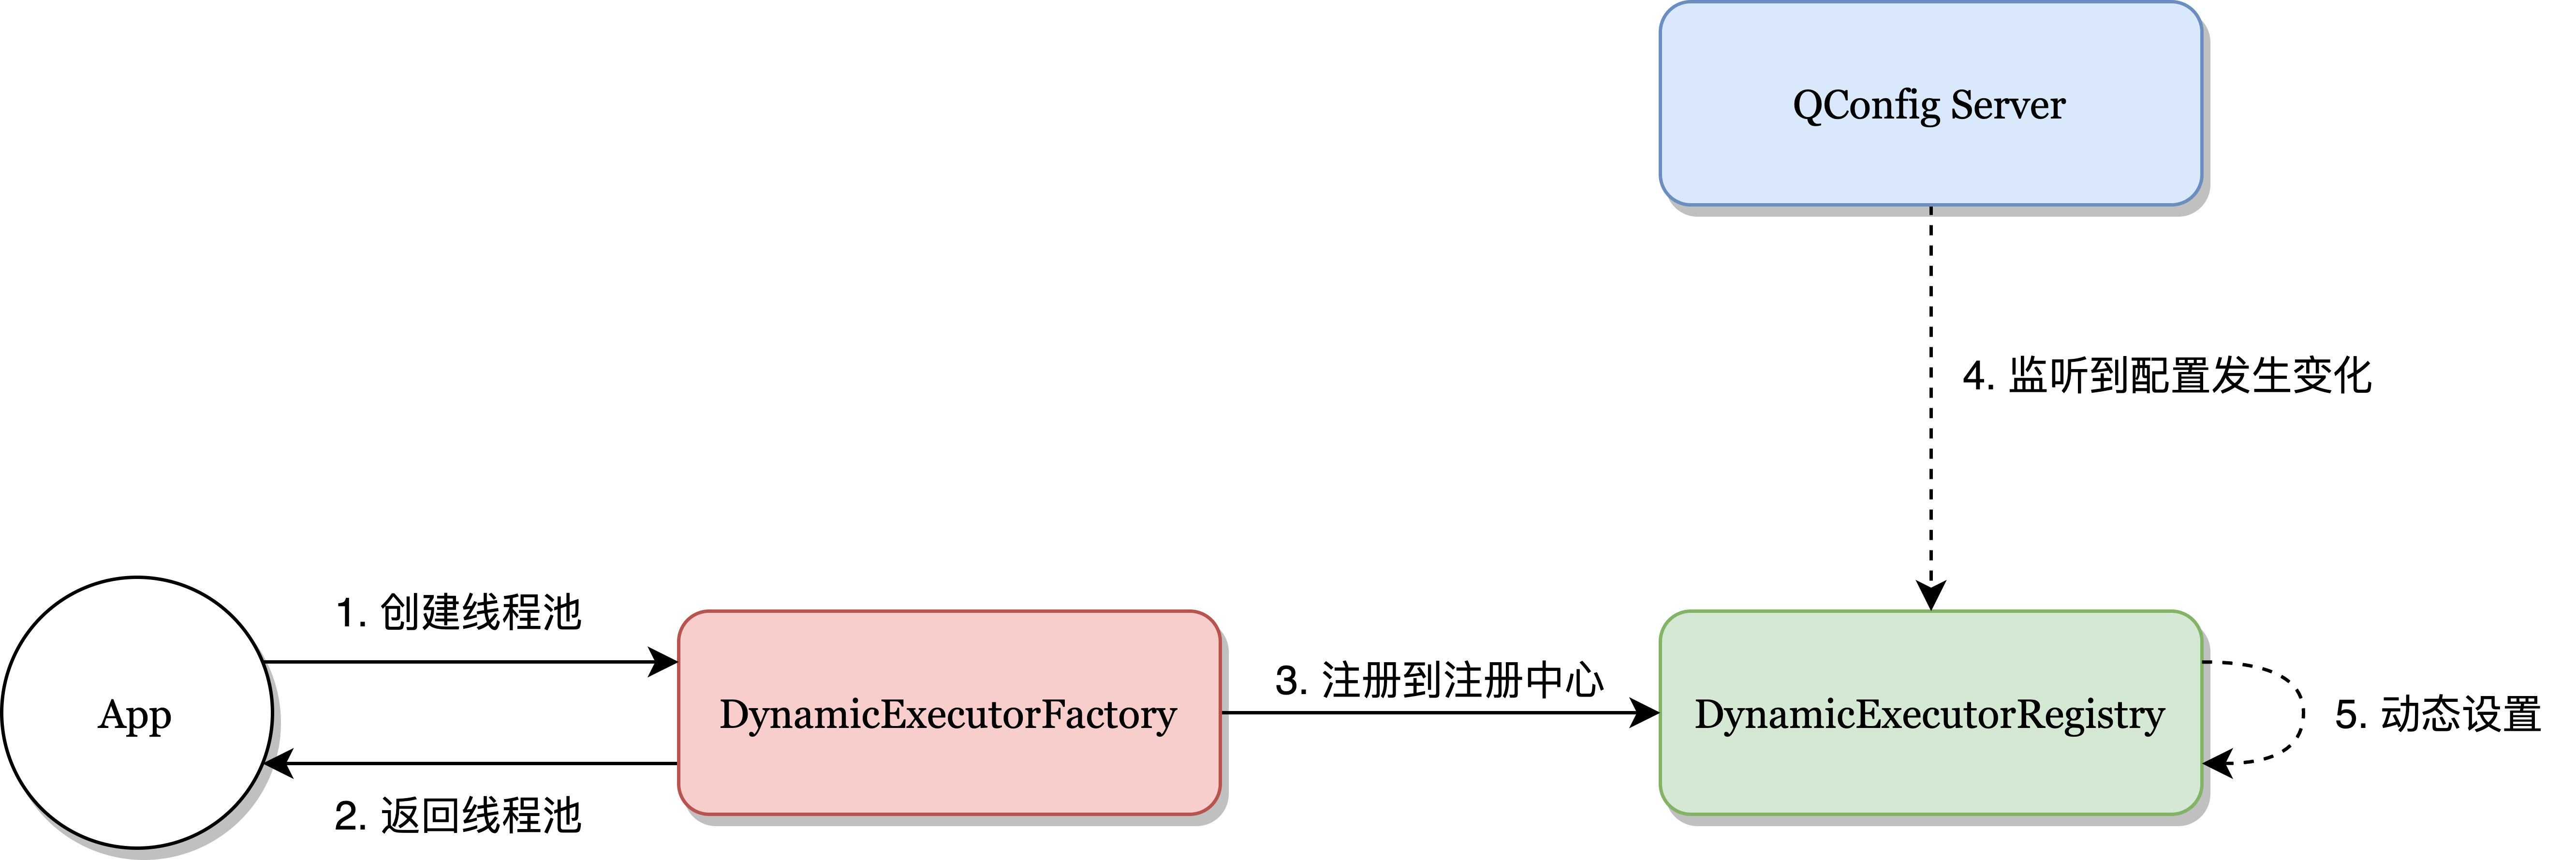 QConfig Server
4. 监听到配置发生变化
1. 创建线程池
App
DynamicExecutorFactory
3. 注册到注册中心
DynamicExecutorRegistry
5. 动态设置
2. 返回线程池